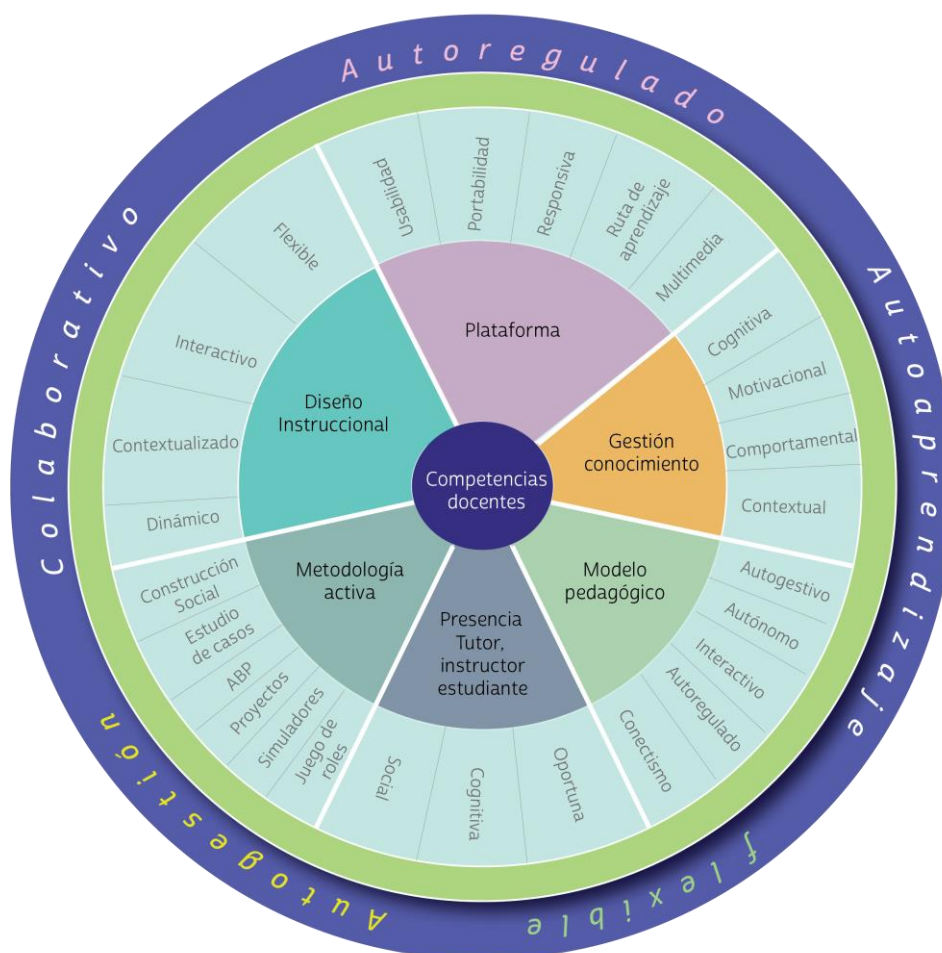 Autoregulado
Autoaprendizaje
flexible
Autogestión
Colaborativo
Usabilidad
Portabilidad
Responsiva
Ruta de
aprendizaje
Multimedia
Cognitiva
Motivacional
Comportamental
Contextual
Autogestivo
Autónomo
Interactivo
Autoregulado
Conectismo
Oportuna
Cognitiva
Social
Juego de
roles
Simuladores
Proyectos
ABP
Estudio
de casos
Construcción
Social
Dinámico
Contextualizado
Interactivo
Flexible
Plataforma
Gestión
conocimiento
Modelo
pedagógico
Presencia
Tutor,
instructor
estudiante
Metodología
activa
Diseño
Instruccional
Competencias
docentes